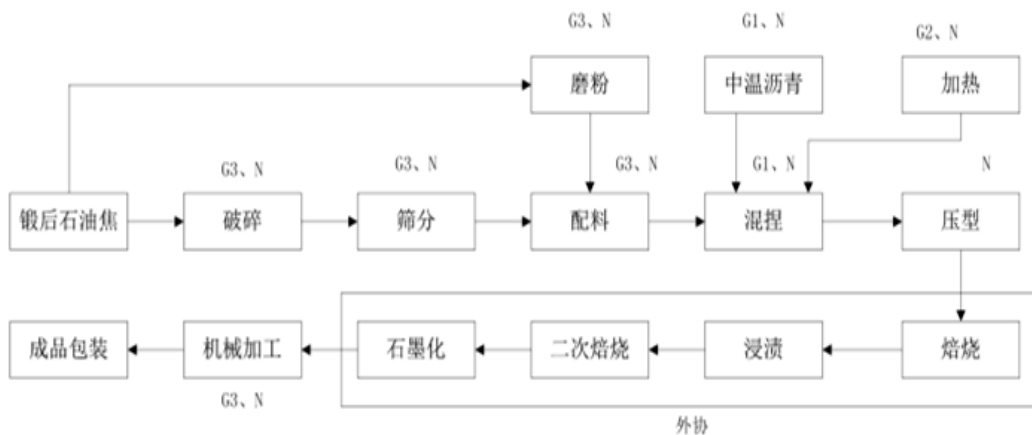 G3、N
G1、N
G2、N
磨粉
中温沥青
加热
G3、N
G3、N
G3、N
G1、N
N
锻后石油焦
破碎
筛分
配料
混捏
压型
成品包装
机械加工
石墨化
二次焙烧
浸渍
焙烧
G3、N
外协